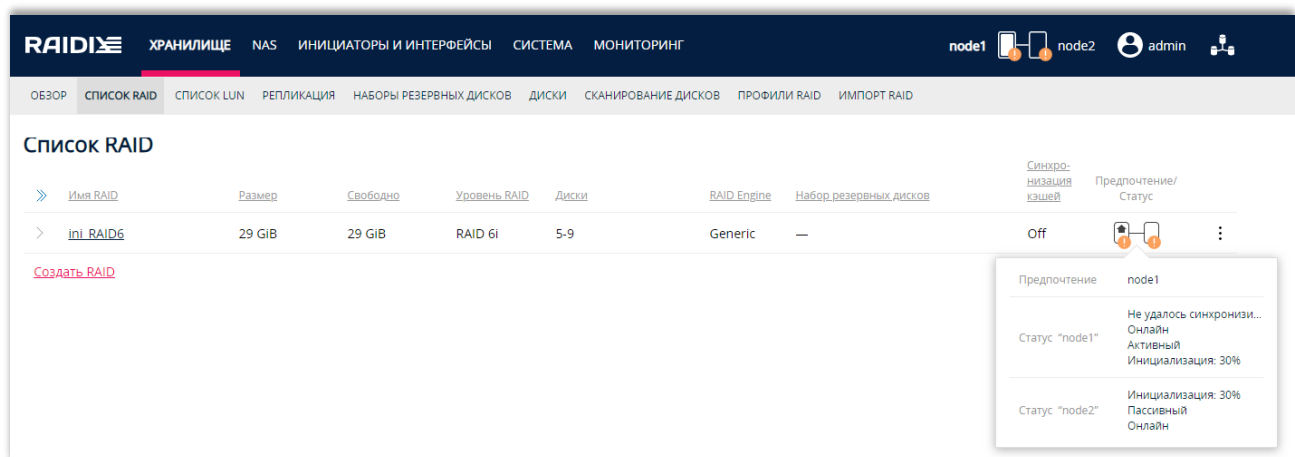 RAIDIX ХРАНИЛИЩЕ NAS ИНИЦИАТОРЫ И ИНТЕРФЕЙСЫ СИСТЕМА МОНИТОРИНГ node1 node2 admin
ОБЗОР СПИСОК RAID СПИСОК LUN РЕПЛИКАЦИЯ НАБОРЫ РЕЗЕРВНЫХ ДИСКОВ ДИСКИ СКАНИРОВАНИЕ ДИСКОВ ПРОФИЛИ RAID ИМПОРТ RAID
Список RAID
Имя RAID Размер Свободно Уровень RAID Диски RAID Engine Набор резервных дисков Синхро-
низация
кэшей Предпочтение/
Статус
ini_RAID6 29 GiB 29 GiB RAID 6i 5-9 Generic — Off
Создать RAID
Предпочтение node1
Статус "node1" Не удалось синхронизи...
Онлайн
Активный
Инициализация: 30%
Статус "node2" Инициализация: 30%
Пассивный
Онлайн